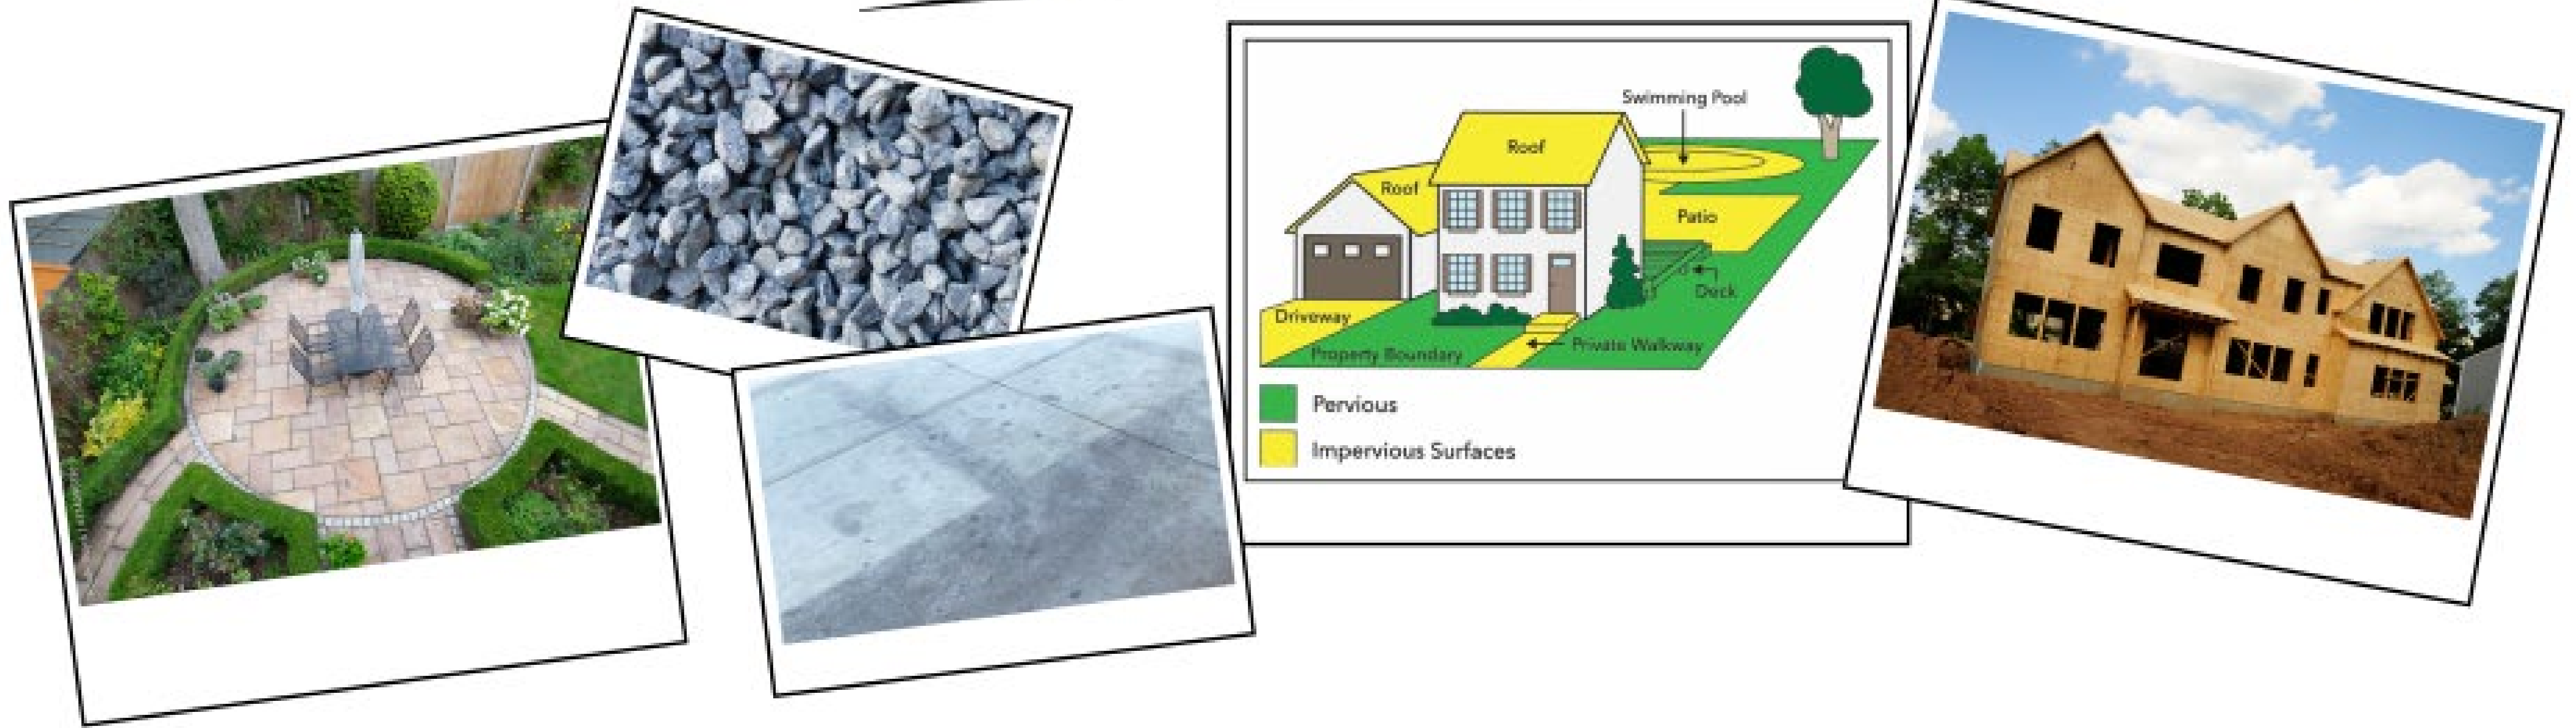 Swimming Pool
Roof
Roof
Patio
Deck
Driveway
Private Walkway
Property Boundary
Pervious
Impervious Surfaces